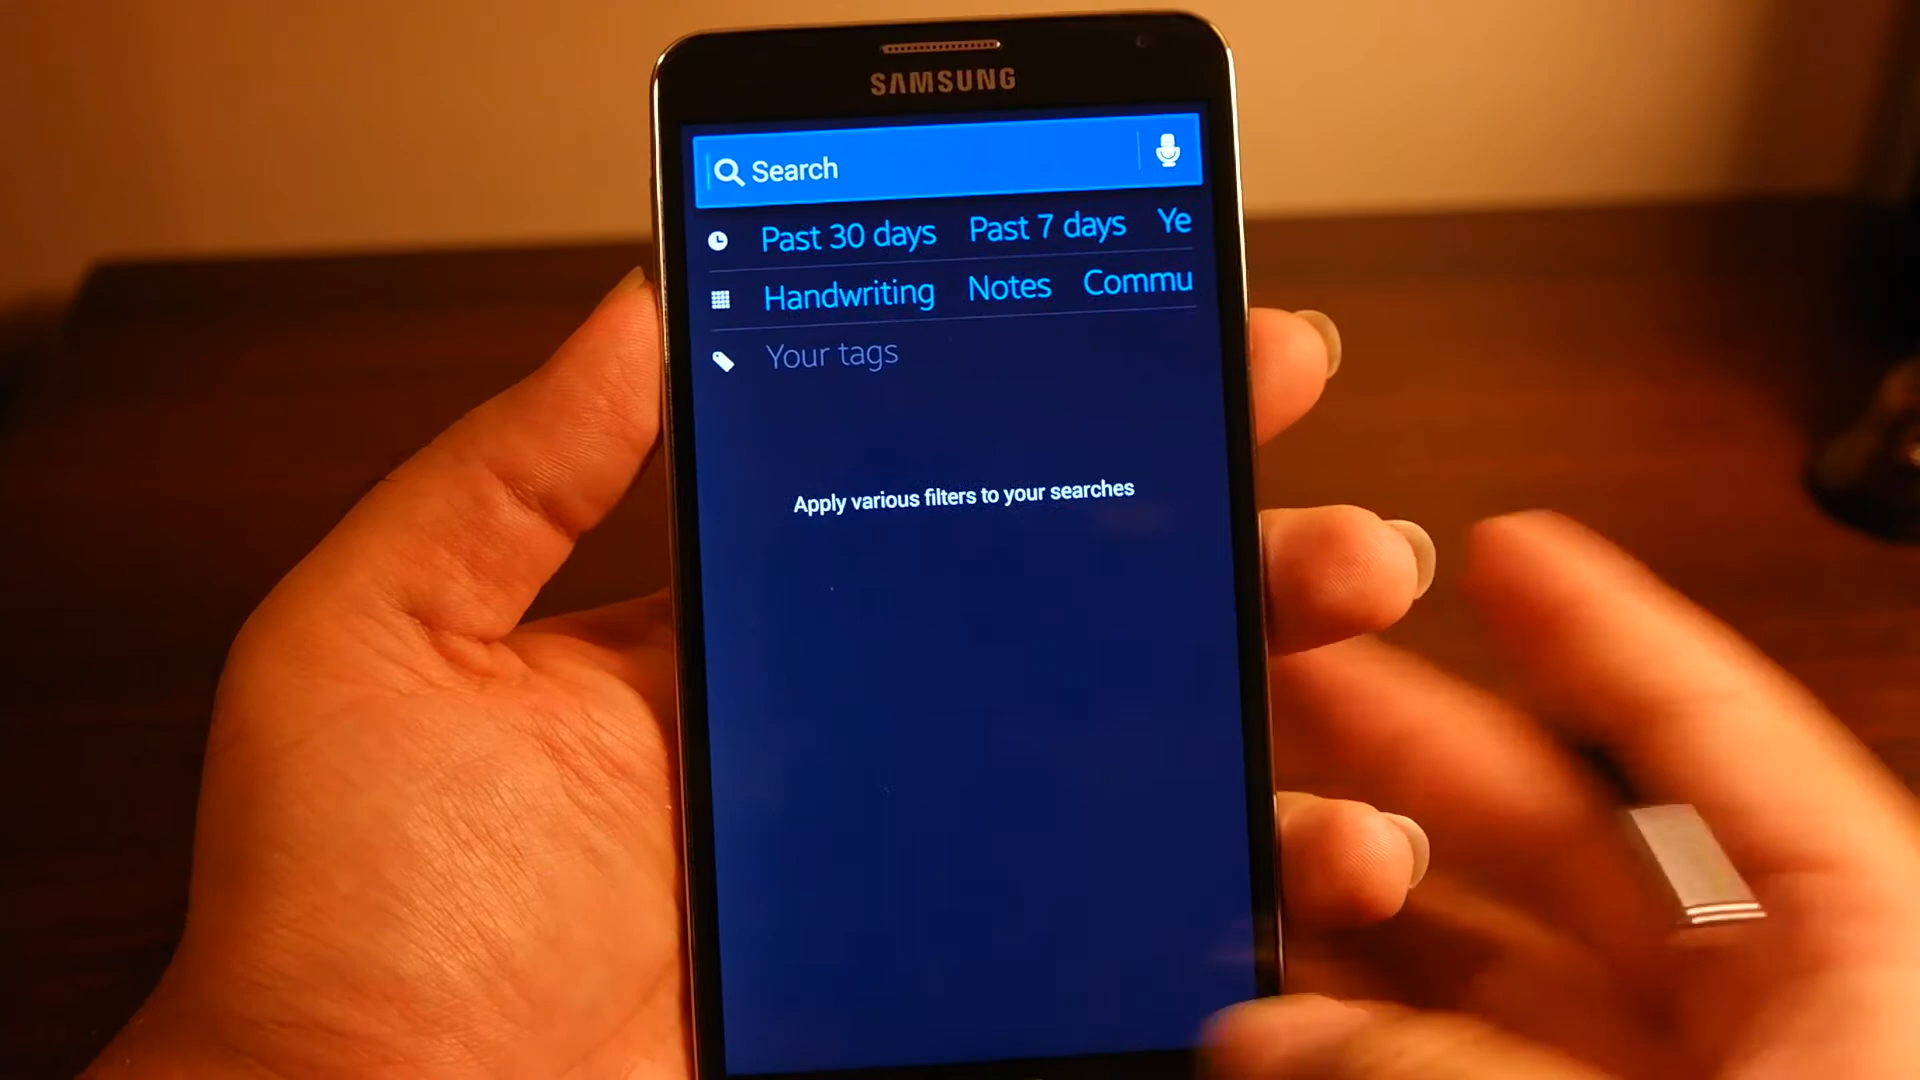 SAMSUNG
Search
Past 30 days Past 7 days Ye
Handwriting Notes Commu
Your tags
Apply various filters to your searches